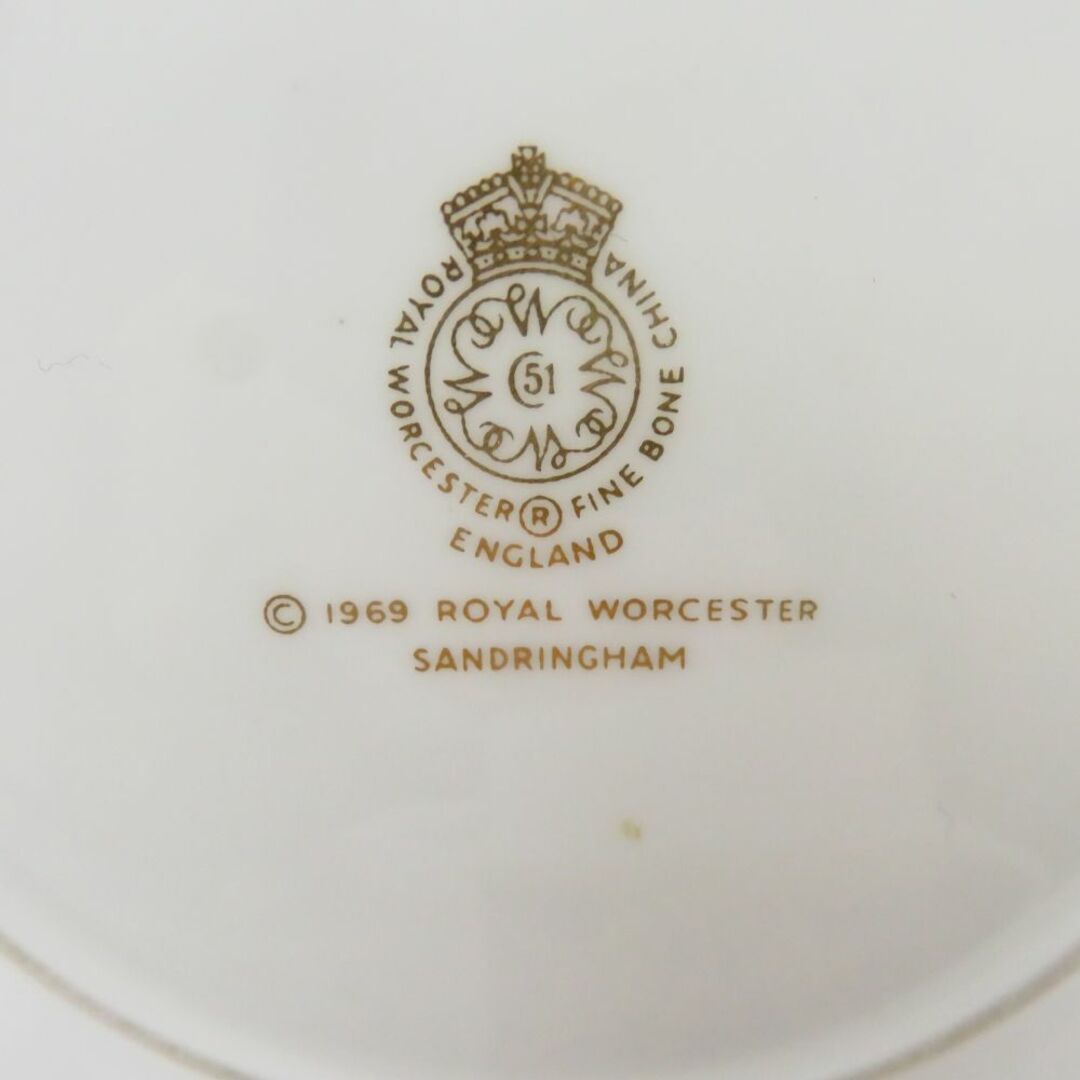 ROYAL WORCESTER ® FINE BONE CHINA
W W W W
C 51
ENGLAND
© 1969 ROYAL WORCESTER
SANDRINGHAM